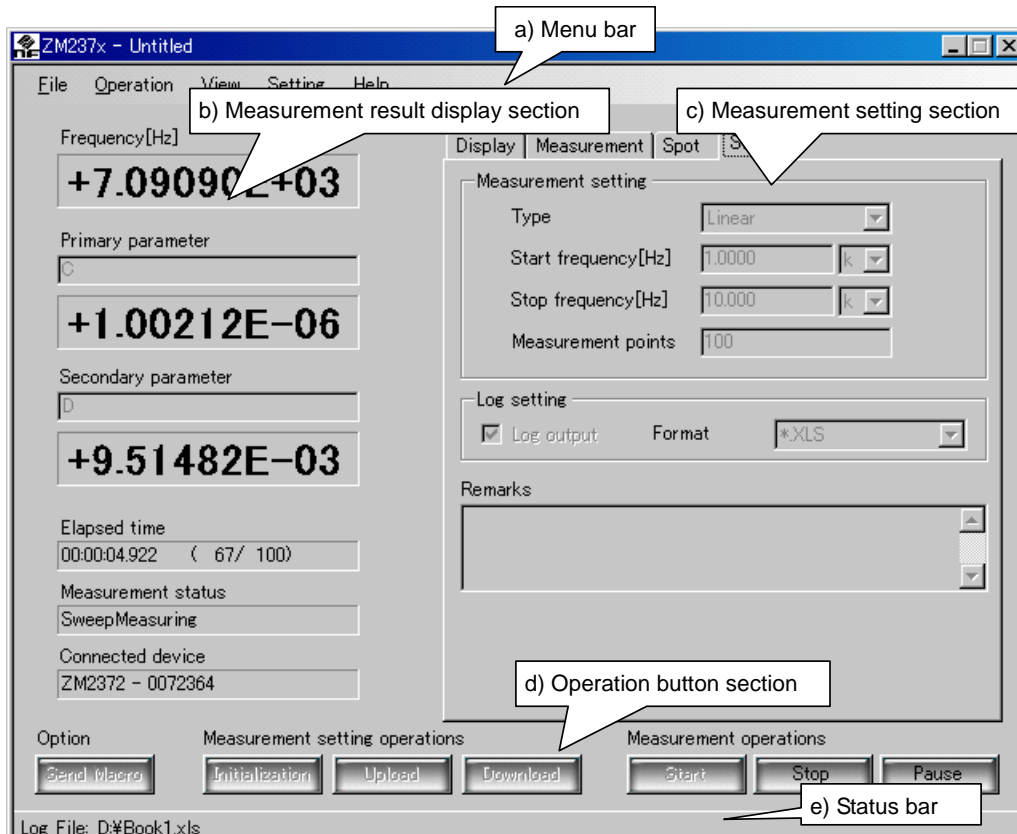 a) Menu bar
ZM237x - Untitled
File Operation View Setting Help
b) Measurement result display section
c) Measurement setting section
Frequency[Hz]
+7.09090E+03
Primary parameter
C
+1.00212E-06
Secondary parameter
D
+9.51482E-03
Elapsed time
00:00:04.922 ( 67/ 100)
Measurement status
SweepMeasuring
Connected device
ZM2372 - 0072364
Display Measurement Spot
Measurement setting
Type Linear
Start frequency[Hz] 1.0000 k
Stop frequency[Hz] 10.000 k
Measurement points 100
Log setting
Log output Format *.XLS
Remarks
d) Operation button section
Option Measurement setting operations Measurement operations
Send Macro Initialization Upload Download Start Stop Pause
e) Status bar
Log File: D:¥Book1.xls